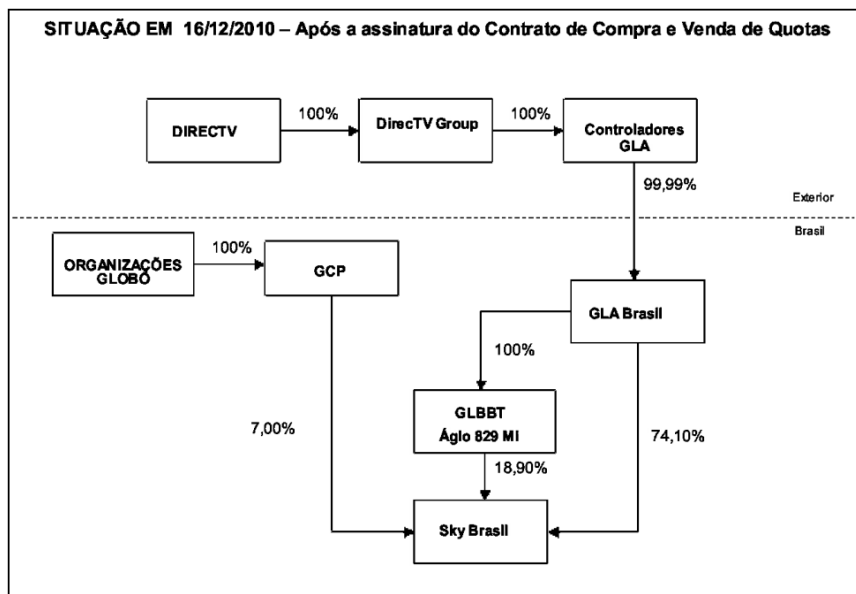 SITUAÇÃO EM 16/12/2010 – Após a assinatura do Contrato de Compra e Venda de Quotas
DIRECTV
100%
DirecTV Group
100%
Controladores
GLA
99,99%
Exterior
Brasil
ORGANIZAÇÕES
GLOBO
100%
GCP
GLA Brasil
100%
GLBBT
Ágio 829 MI
7,00%
74,10%
18,90%
Sky Brasil